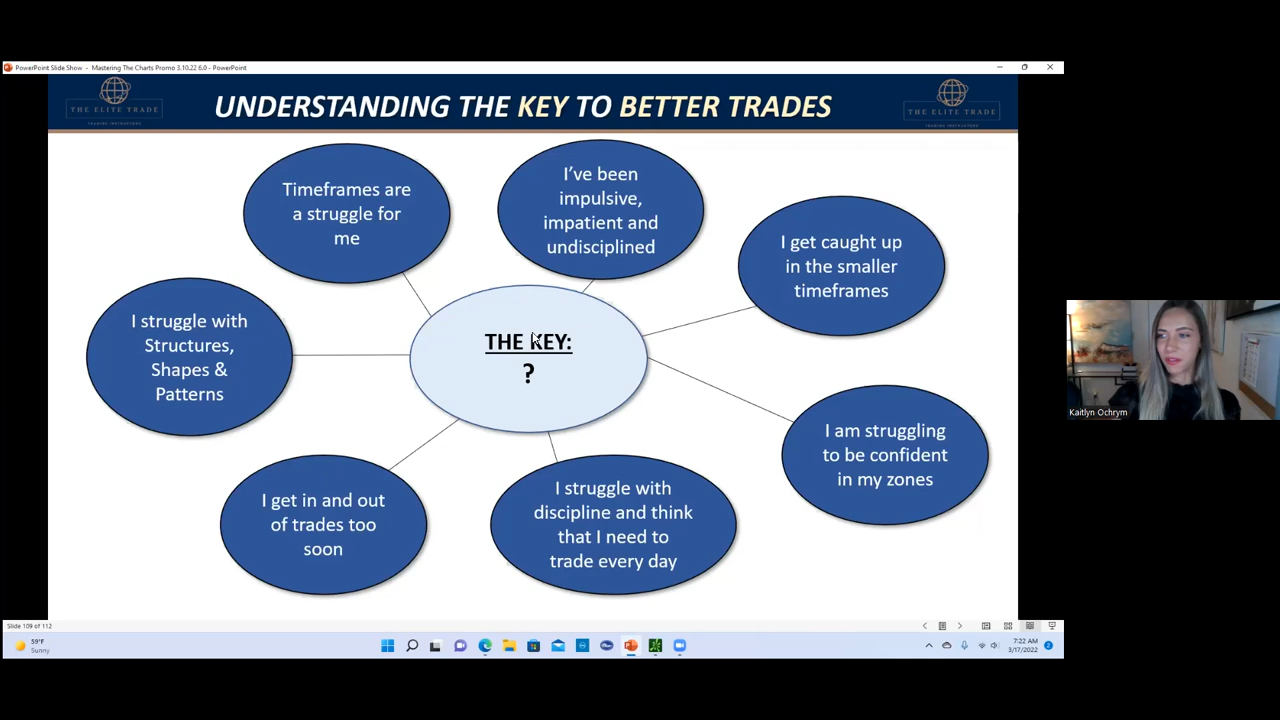 PowerPoint Slide Show - Mastering The Charts Promo 3.10.22 6.0 - PowerPoint
THE ELITE TRADE
UNDERSTANDING THE KEY TO BETTER TRADES
THE ELITE TRADE
Timeframes are
a struggle for
me
I've been
impulsive,
impatient and
undisciplined
I get caught up
in the smaller
timeframes
I struggle with
Structures,
Shapes &
Patterns
THE KEY:
?
I am struggling
to be confident
in my zones
I get in and out
of trades too
soon
I struggle with
discipline and think
that I need to
trade every day
Kaitlyn Ochrym
Slide 109 of 112
59°F
Sunny
7:22 AM
3/17/2022
2